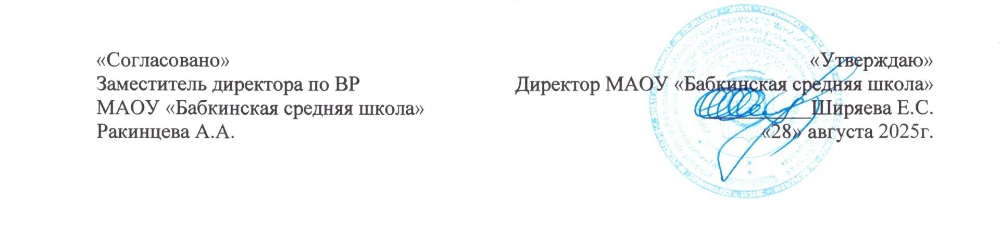 «Согласовано»
Заместитель директора по ВР
МАОУ «Бабкинская средняя школа»
Ракинцева А.А.
«Утверждаю»
Директор МАОУ «Бабкинская средняя школа»
Ширяева Е.С.
«28» августа 2025г.